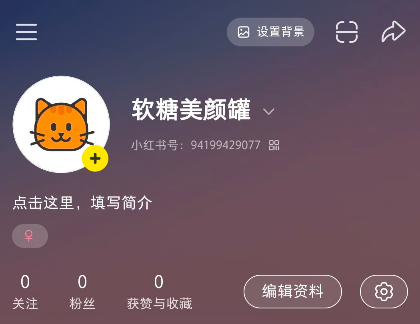 设置背景
软糖美颜罐
小红书号：94199429077
点击这里，填写简介
0 0 0
关注 粉丝 获赞与收藏
编辑资料